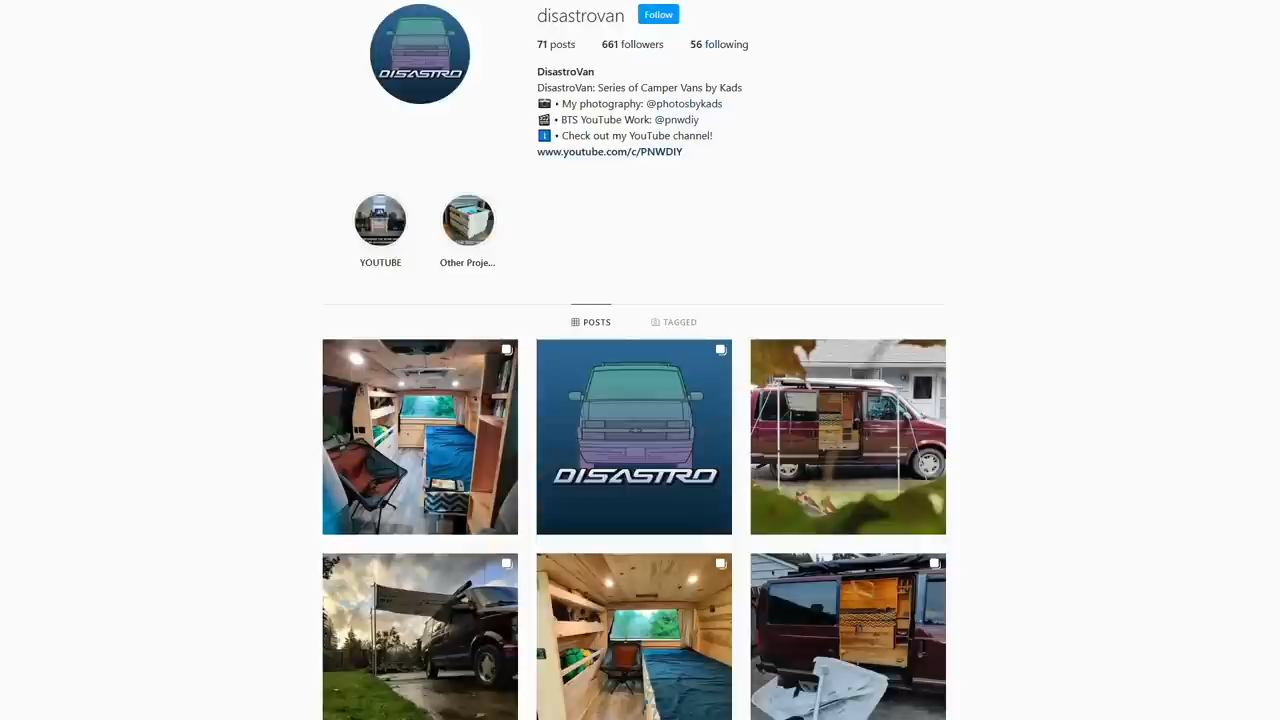 disastrovan Follow
71 posts 661 followers 56 following
DisastroVan
DisastroVan: Series of Camper Vans by Kads
• My photography: @photosbykads
• BTS YouTube Work: @pnwdiy
• Check out my YouTube channel!
www.youtube.com/c/PNWDIY
DISASTRO
YOUTUBE Other Proje...
POSTS TAGGED
DISASTRO